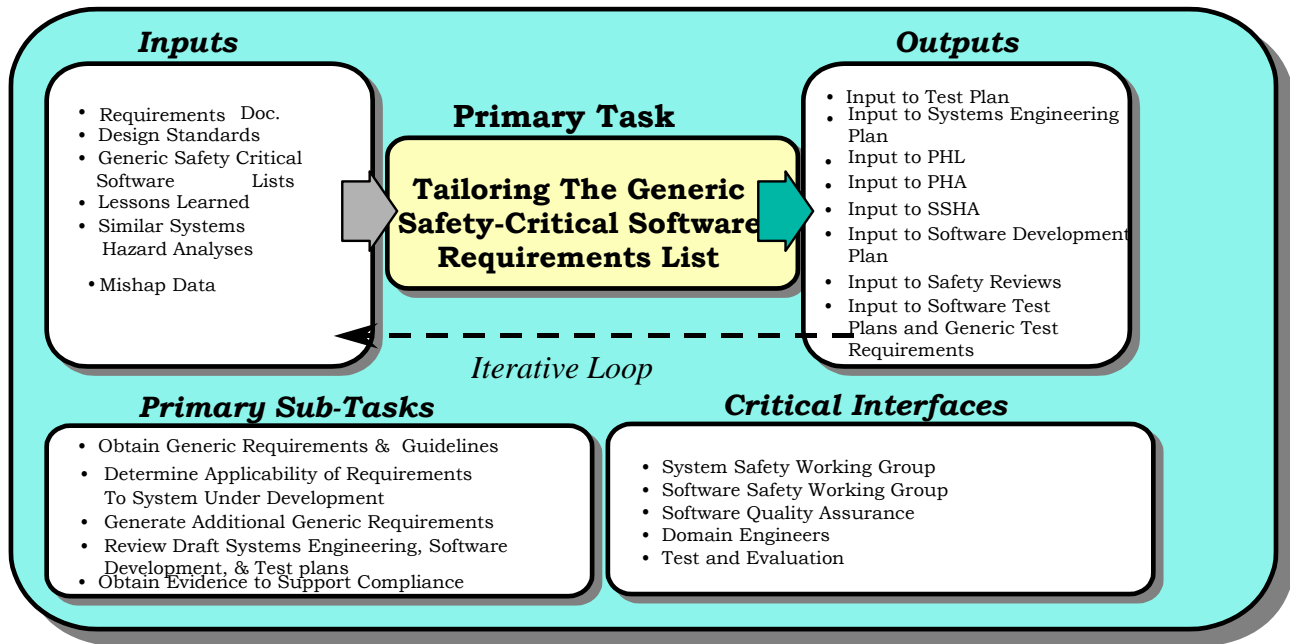 Inputs
• Requirements Doc.
• Design Standards
• Generic Safety Critical
Software Lists
• Lessons Learned
• Similar Systems
Hazard Analyses
• Mishap Data
Primary Task
Tailoring The Generic
Safety-Critical Software
Requirements List
Outputs
• Input to Test Plan
• Input to Systems Engineering
Plan
• Input to PHL
• Input to PHA
• Input to SSHA
• Input to Software Development
Plan
• Input to Safety Reviews
• Input to Software Test
Plans and Generic Test
Requirements
Iterative Loop
Primary Sub-Tasks
• Obtain Generic Requirements & Guidelines
• Determine Applicability of Requirements
To System Under Development
• Generate Additional Generic Requirements
• Review Draft Systems Engineering, Software
Development, & Test plans
• Obtain Evidence to Support Compliance
Critical Interfaces
• System Safety Working Group
• Software Safety Working Group
• Software Quality Assurance
• Domain Engineers
• Test and Evaluation